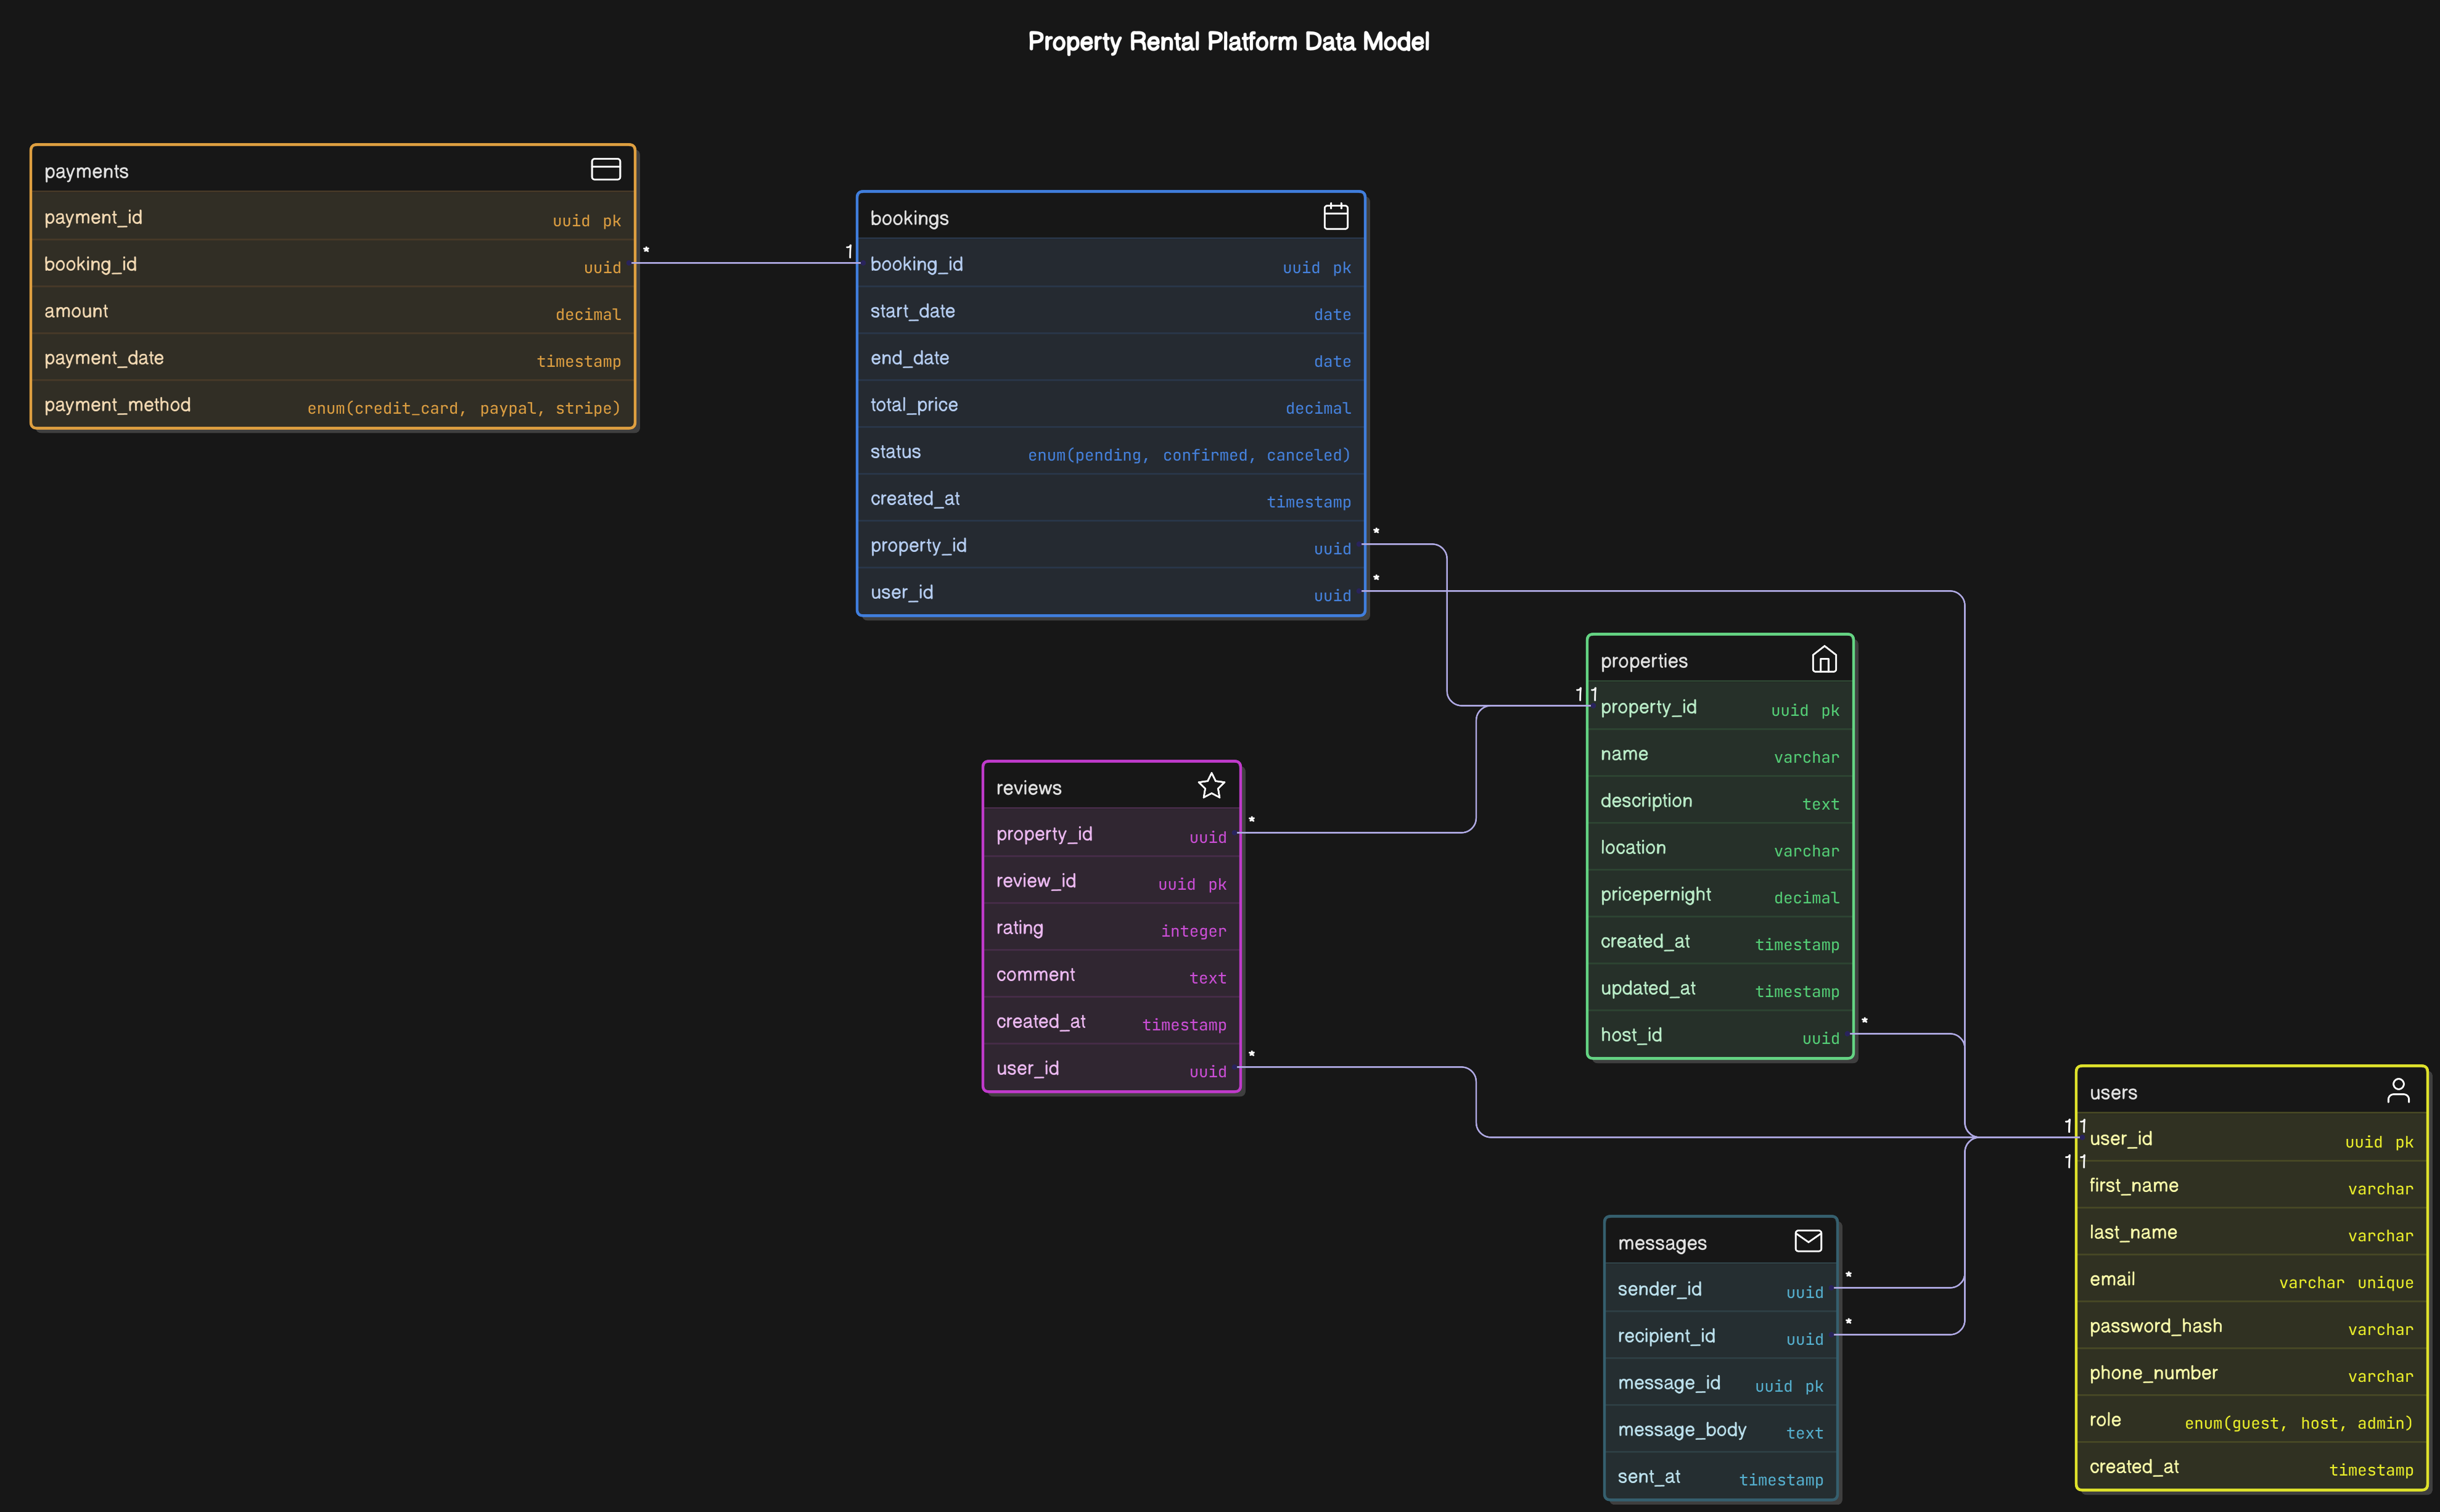 Property Rental Platform Data Model
payments
payment_id uuid pk
booking_id uuid
amount decimal
payment_date timestamp
payment_method enum(credit_card, paypal, stripe)
* 1
bookings
booking_id uuid pk
start_date date
end_date date
total_price decimal
status enum(pending, confirmed, canceled)
created_at timestamp
property_id uuid
user_id uuid
*
*
properties
1 1
property_id uuid pk
name varchar
description text
location varchar
pricepernight decimal
created_at timestamp
updated_at timestamp
host_id uuid
*
reviews
property_id uuid
review_id uuid pk
rating integer
comment text
created_at timestamp
user_id uuid
*
*
users
1 1
user_id uuid pk
1 1
first_name varchar
last_name varchar
email varchar unique
password_hash varchar
phone_number varchar
role enum(guest, host, admin)
created_at timestamp
messages
sender_id uuid
recipient_id uuid
message_id uuid pk
message_body text
sent_at timestamp
*
*